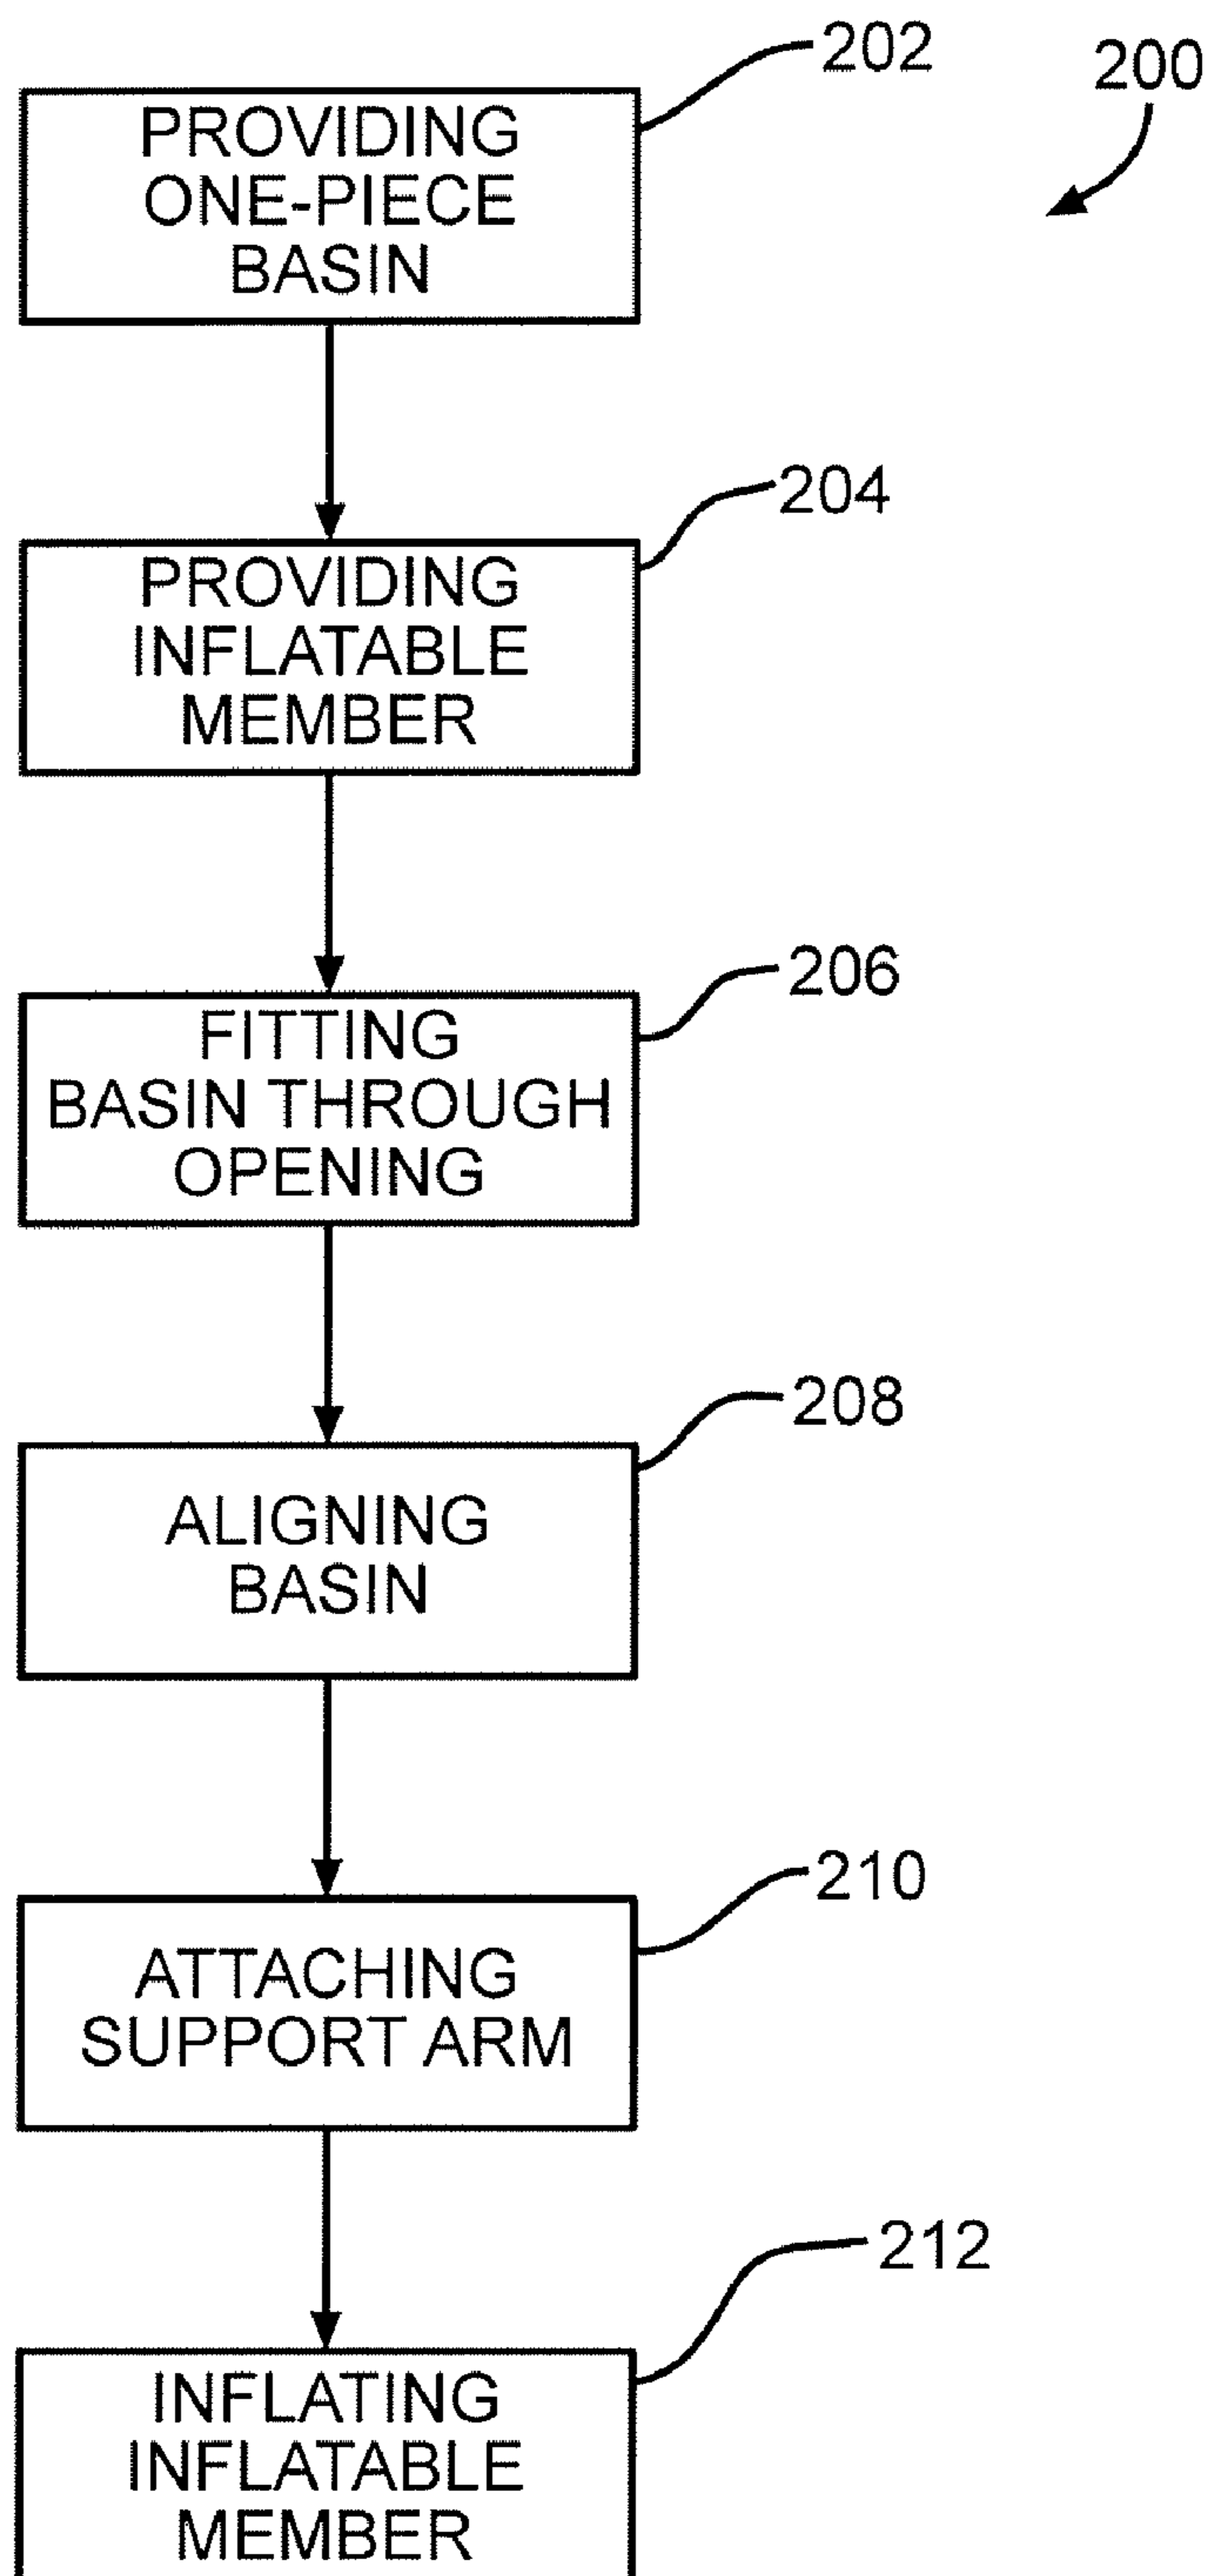 202
200
PROVIDING
ONE-PIECE
BASIN
204
PROVIDING
INFLATABLE
MEMBER
206
FITTING
BASIN THROUGH
OPENING
208
ALIGNING
BASIN
210
ATTACHING
SUPPORT ARM
212
INFLATING
INFLATABLE
MEMBER